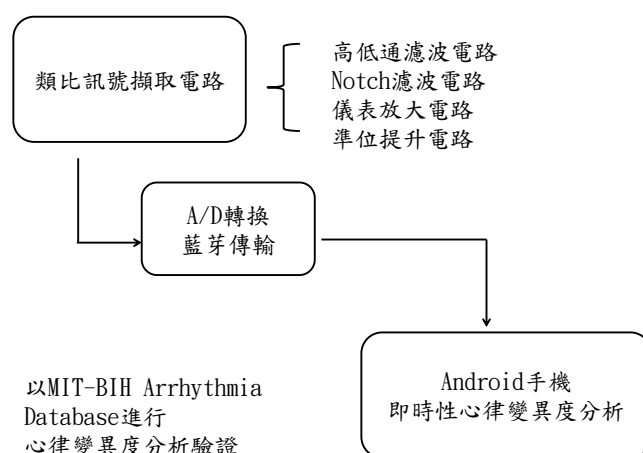 類比訊號擷取電路
高低通濾波電路
Notch濾波電路
儀表放大電路
準位提升電路
A/D轉換
藍芽傳輸
Android手機
即時性心律變異度分析
以MIT-BIH Arrhythmia
Database進行
心律變異度分析驗證